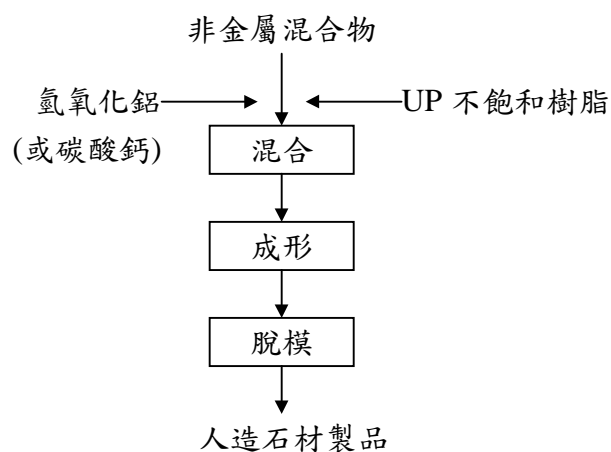 非金屬混合物
氫氧化鋁
(或碳酸鈣)
UP 不飽和樹脂
混合
成形
脫模
人造石材製品